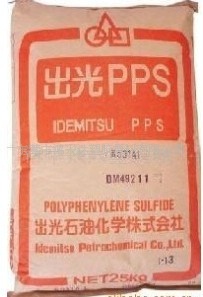 出光PPS
IDEMITSU PPS
BM49211
POLYPHENYLENE SULFIDE
出光石油化学株式会社
Idemitsu Petrochemical Co.,Ltd.
NET25Kg